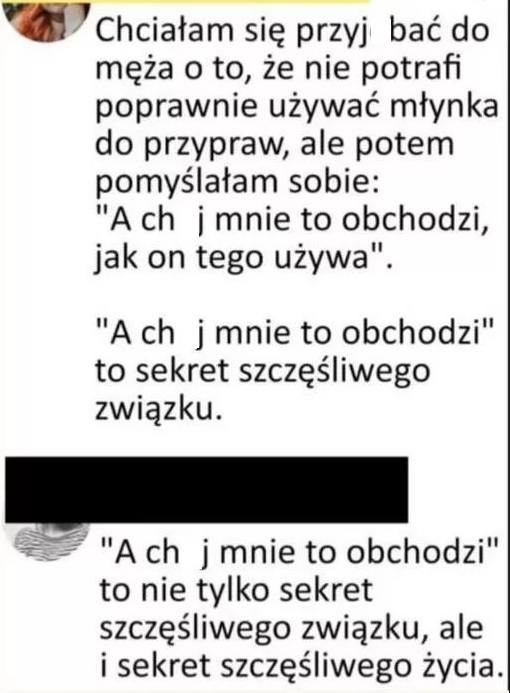 Chciałam się przyj bać do
męża o to, że nie potrafi
poprawnie używać młynka
do przypraw, ale potem
pomyślałam sobie:
"A ch j mnie to obchodzi,
jak on tego używa".
"A ch j mnie to obchodzi"
to sekret szczęśliwego
związku.
"A ch j mnie to obchodzi"
to nie tylko sekret
szczęśliwego związku, ale
i sekret szczęśliwego życia.